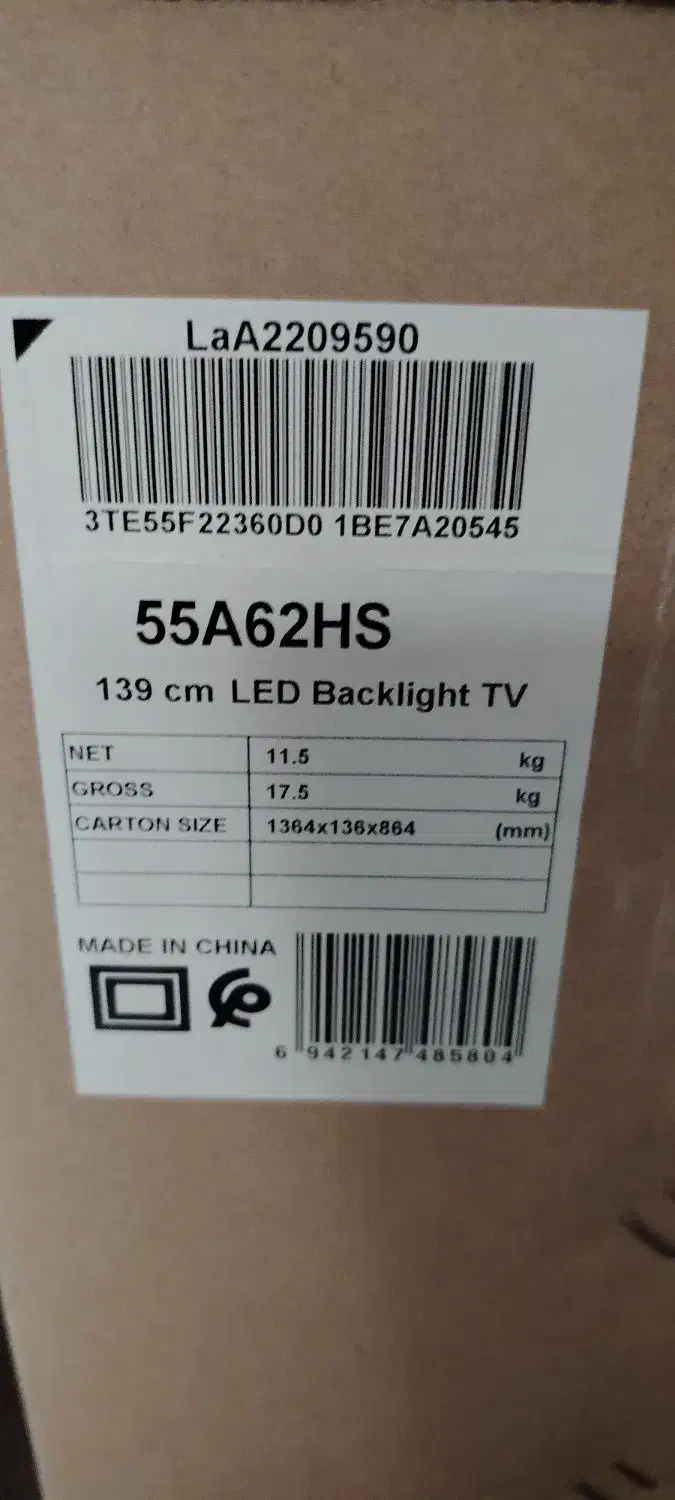 LaA2209590
3TE55F22360D0 1BE7A20545
55A62HS
139 cm LED Backlight TV
NET 11.5 kg
GROSS 17.5 kg
CARTON SIZE 1364x136x864 (mm)
MADE IN CHINA
6 942147 485804